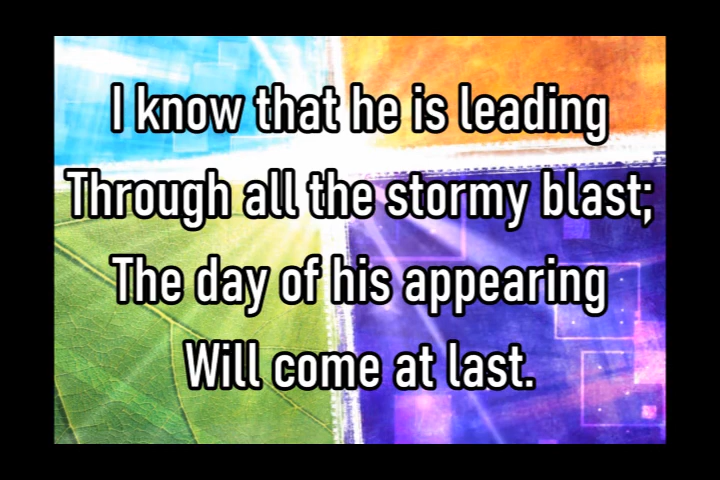 I know that he is leading
Through all the stormy blast;
The day of his appearing
Will come at last.